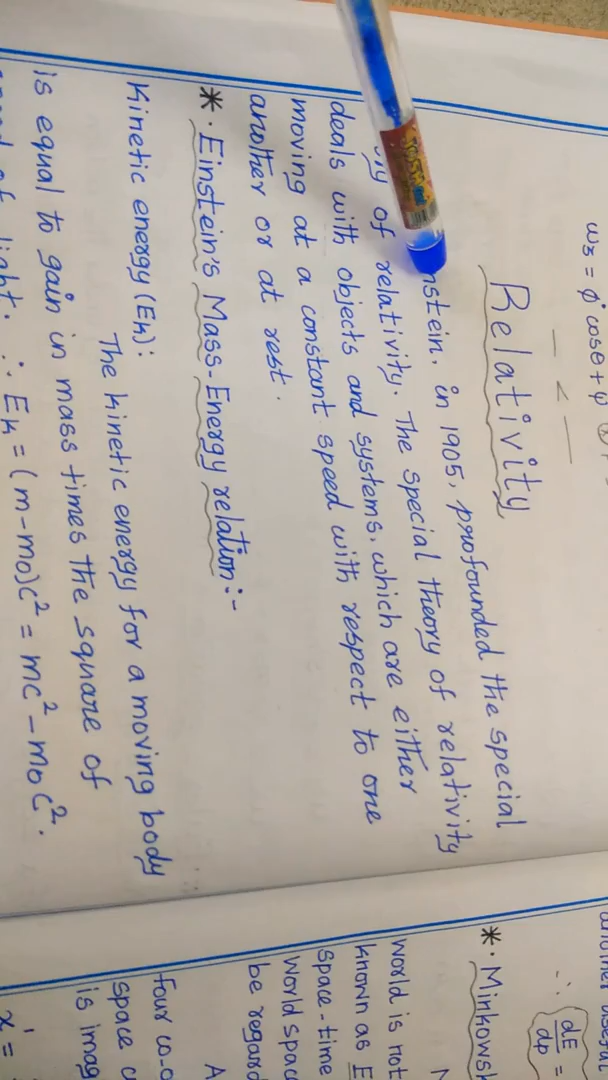 ω₃ = ϕ̇ cosθ + ψ̇
Relativity
nstein, in 1905, profounded the special
of relativity. The special theory of relativity
deals with objects and systems, which are either
moving at a constant speed with respect to one
another or at rest.
* Einstein's Mass-Energy relation:-
Kinetic energy (Ek):
The kinetic energy for a moving body
is equal to gain in mass times the square of
light. ∴ Ek = (m-m₀)c² = mc² - m₀c².
∴ dE/dp =
* Minkows
world is not
known as E
space-time
world spac
be regard
A
four co-o
space
is imag
x' =